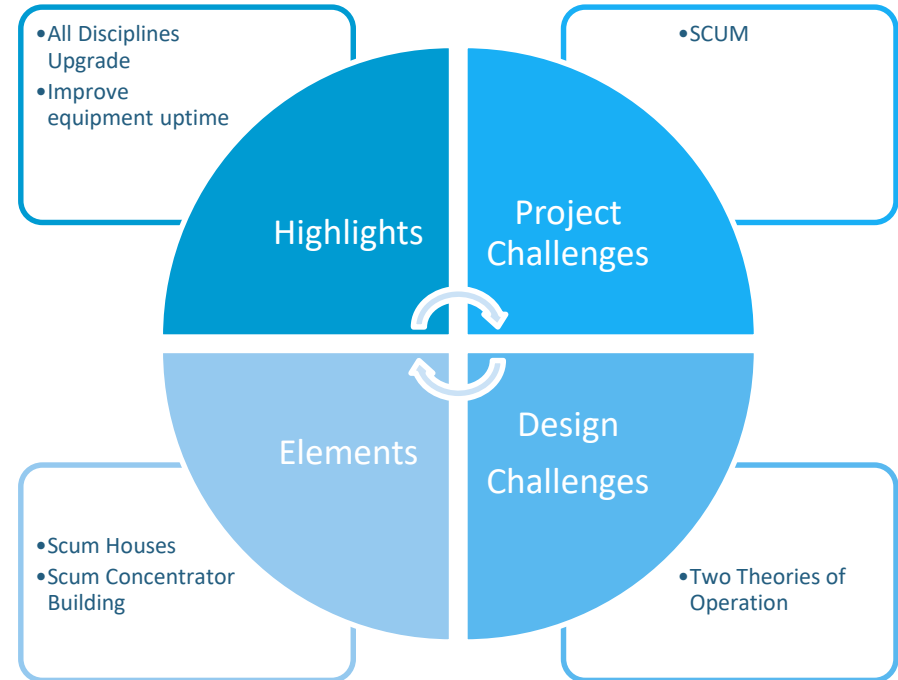 •All Disciplines
Upgrade
•Improve
equipment uptime
•SCUM
Highlights
Project
Challenges
Elements
Design
Challenges
•Scum Houses
•Scum Concentrator
Building
•Two Theories of
Operation